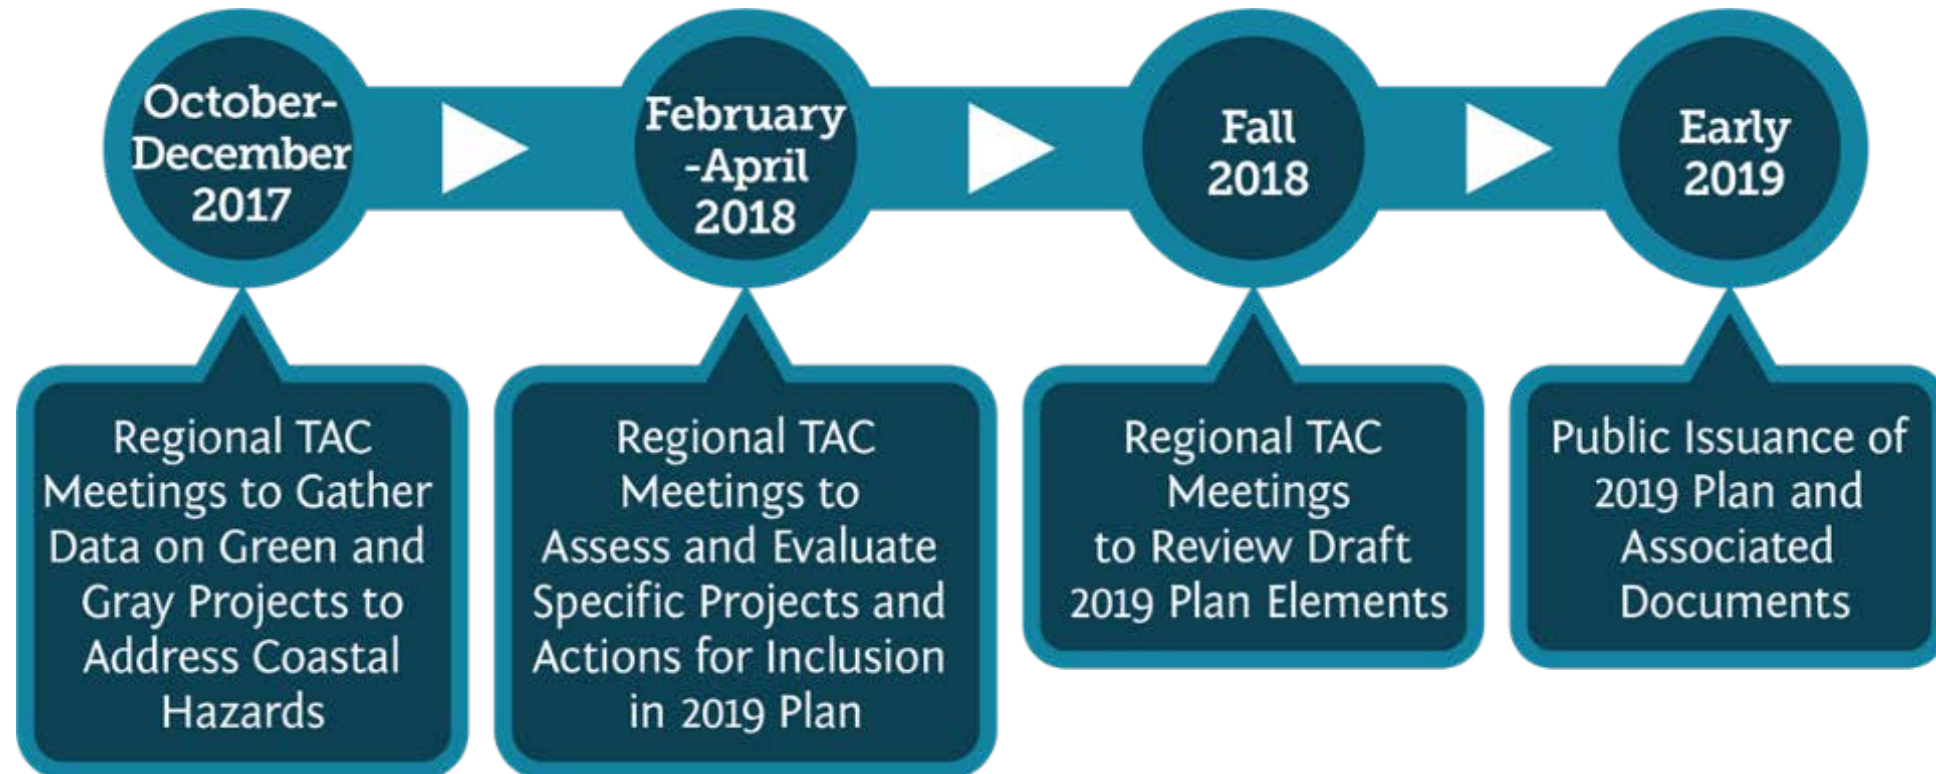 October-
December
2017
February
-April
2018
Fall
2018
Early
2019
Regional TAC
Meetings to Gather
Data on Green and
Gray Projects to
Address Coastal
Hazards
Regional TAC
Meetings to
Assess and Evaluate
Specific Projects and
Actions for Inclusion
in 2019 Plan
Regional TAC
Meetings
to Review Draft
2019 Plan Elements
Public Issuance of
2019 Plan and
Associated
Documents